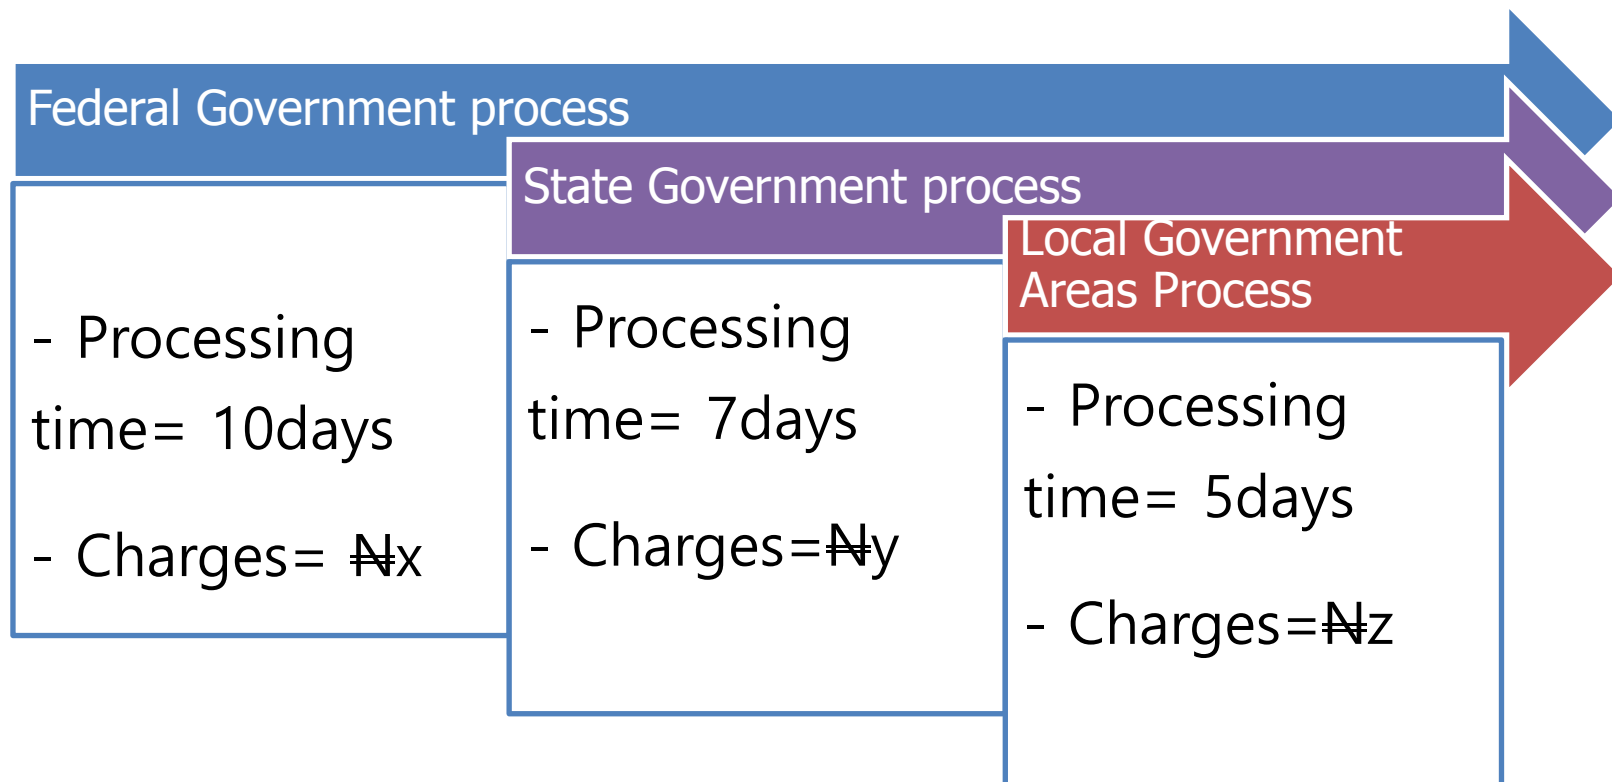 Federal Government process
- Processing
time= 10days
- Charges= ₦x
State Government process
- Processing
time= 7days
- Charges=₦y
Local Government
Areas Process
- Processing
time= 5days
- Charges=₦z